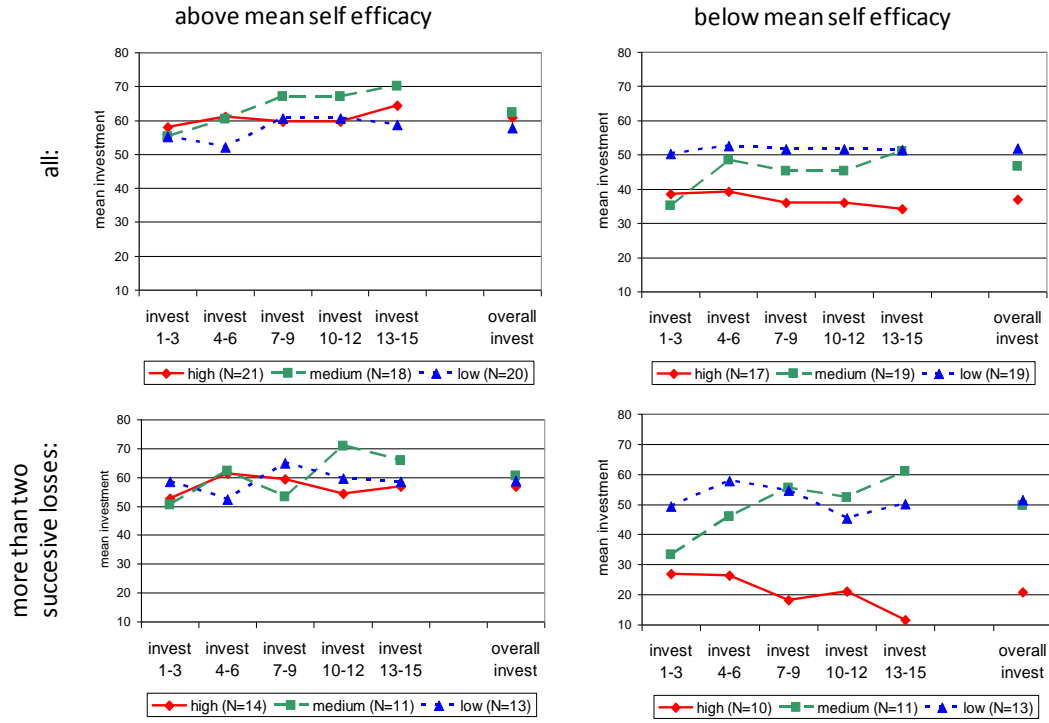 above mean self efficacy
below mean self efficacy
all:
mean investment
80
70
60
50
40
30
20
10
invest 1-3
invest 4-6
invest 7-9
invest 10-12
invest 13-15
overall invest
high (N=21) medium (N=18) low (N=20)
mean investment
80
70
60
50
40
30
20
10
invest 1-3
invest 4-6
invest 7-9
invest 10-12
invest 13-15
overall invest
high (N=17) medium (N=19) low (N=19)
more than two
succesive losses:
mean investment
80
70
60
50
40
30
20
10
invest 1-3
invest 4-6
invest 7-9
invest 10-12
invest 13-15
overall invest
high (N=14) medium (N=11) low (N=13)
mean investment
80
70
60
50
40
30
20
10
invest 1-3
invest 4-6
invest 7-9
invest 10-12
invest 13-15
overall invest
high (N=10) medium (N=11) low (N=13)